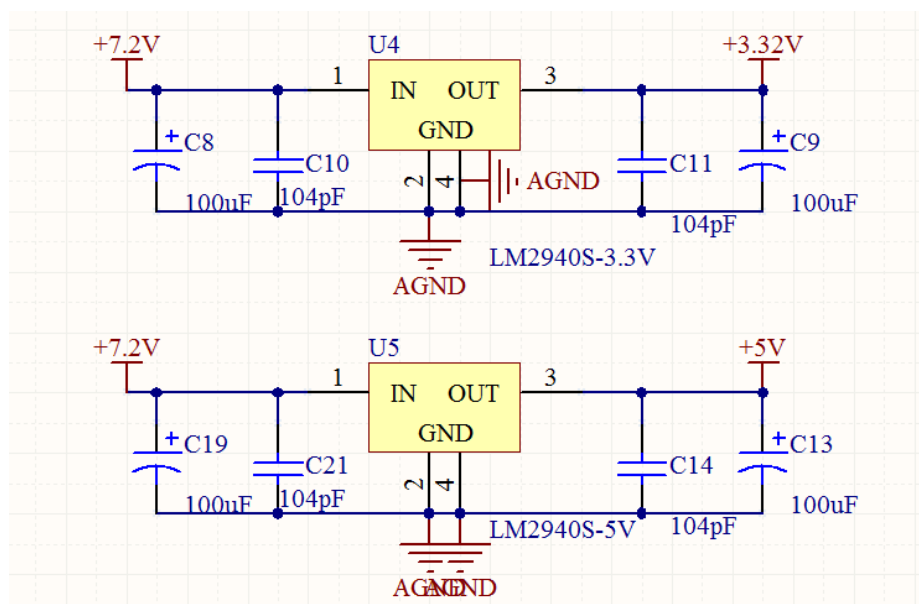 +7.2V
U4
+3.32V
1
IN OUT
3
GND
C8
C10
2
4
AGND
C11
C9
100uF
104pF
104pF
100uF
LM2940S-3.3V
AGND
+7.2V
U5
+5V
1
IN OUT
3
GND
C19
C21
2
4
C14
C13
100uF
104pF
LM2940S-5V
104pF
100uF
AGND
AGND